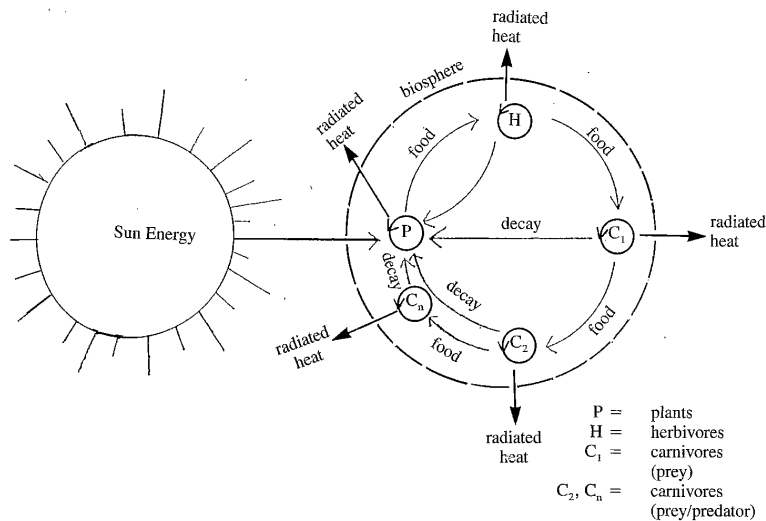 radiated
heat
biosphere
radiated
heat
H
food
food
Sun Energy
P
decay
C₁
radiated
heat
decay
Cₙ
decay
food
C₂
food
radiated
heat
radiated
heat
P = plants
H = herbivores
C₁ = carnivores
(prey)
C₂, Cₙ = carnivores
(prey/predator)